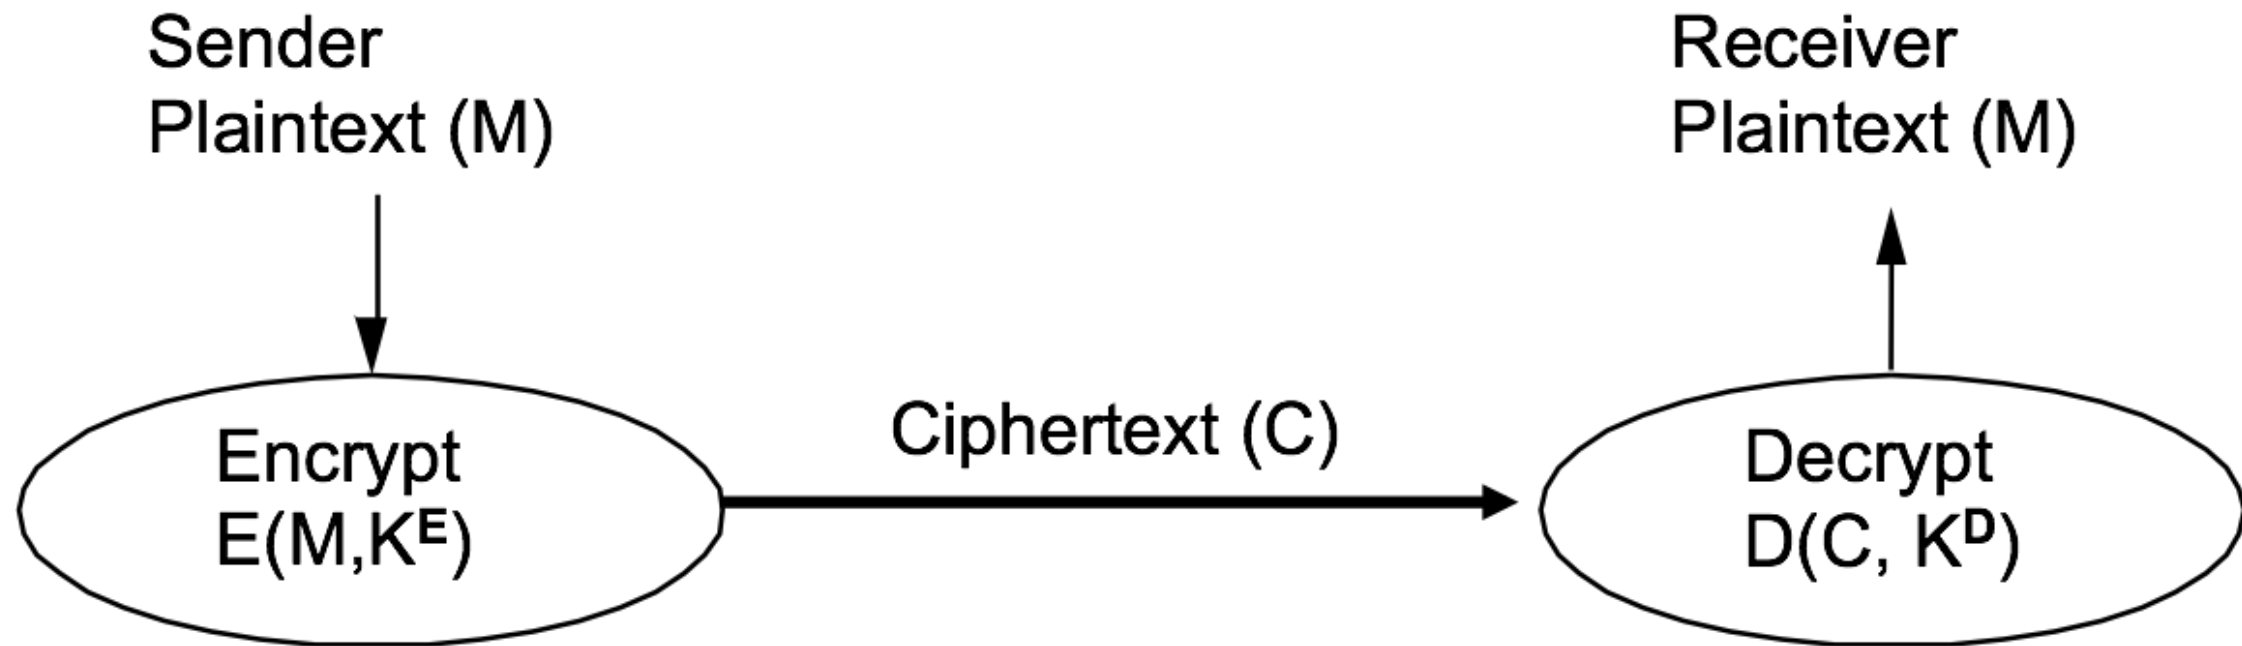 Sender
Plaintext (M)
Receiver
Plaintext (M)
Ciphertext (C)
Encrypt
E(M,Kᴱ)
Decrypt
D(C, Kᴰ)